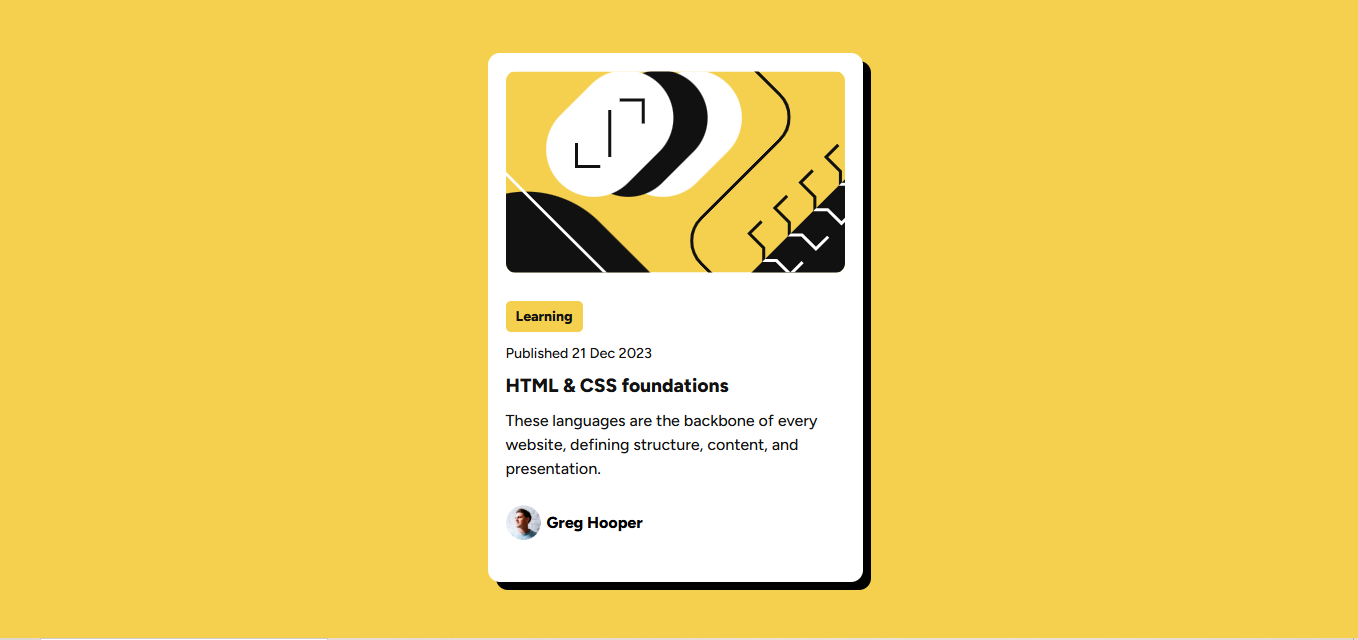 Learning
Published 21 Dec 2023
HTML & CSS foundations
These languages are the backbone of every
website, defining structure, content, and
presentation.
Greg Hooper